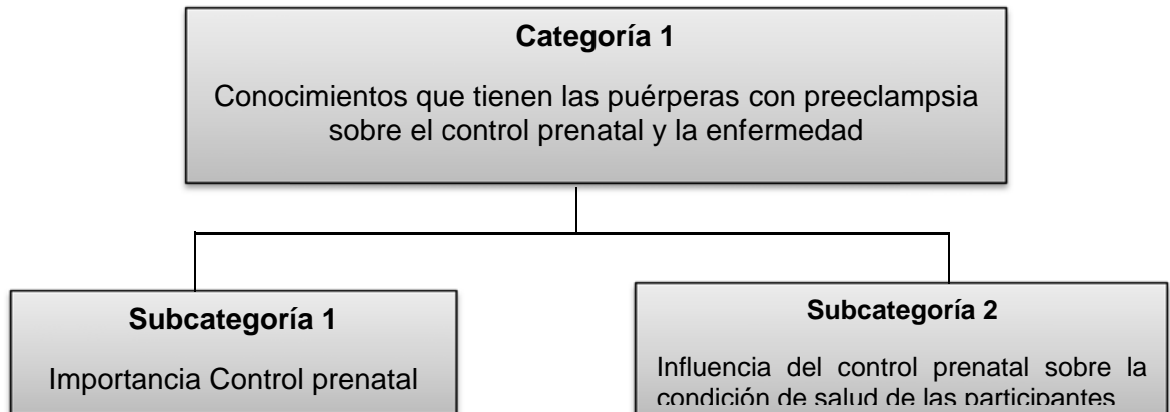 Categoría 1
Conocimientos que tienen las puérperas con preeclampsia
sobre el control prenatal y la enfermedad
Subcategoría 1
Importancia Control prenatal
Subcategoría 2
Influencia del control prenatal sobre la
condición de salud de las participantes